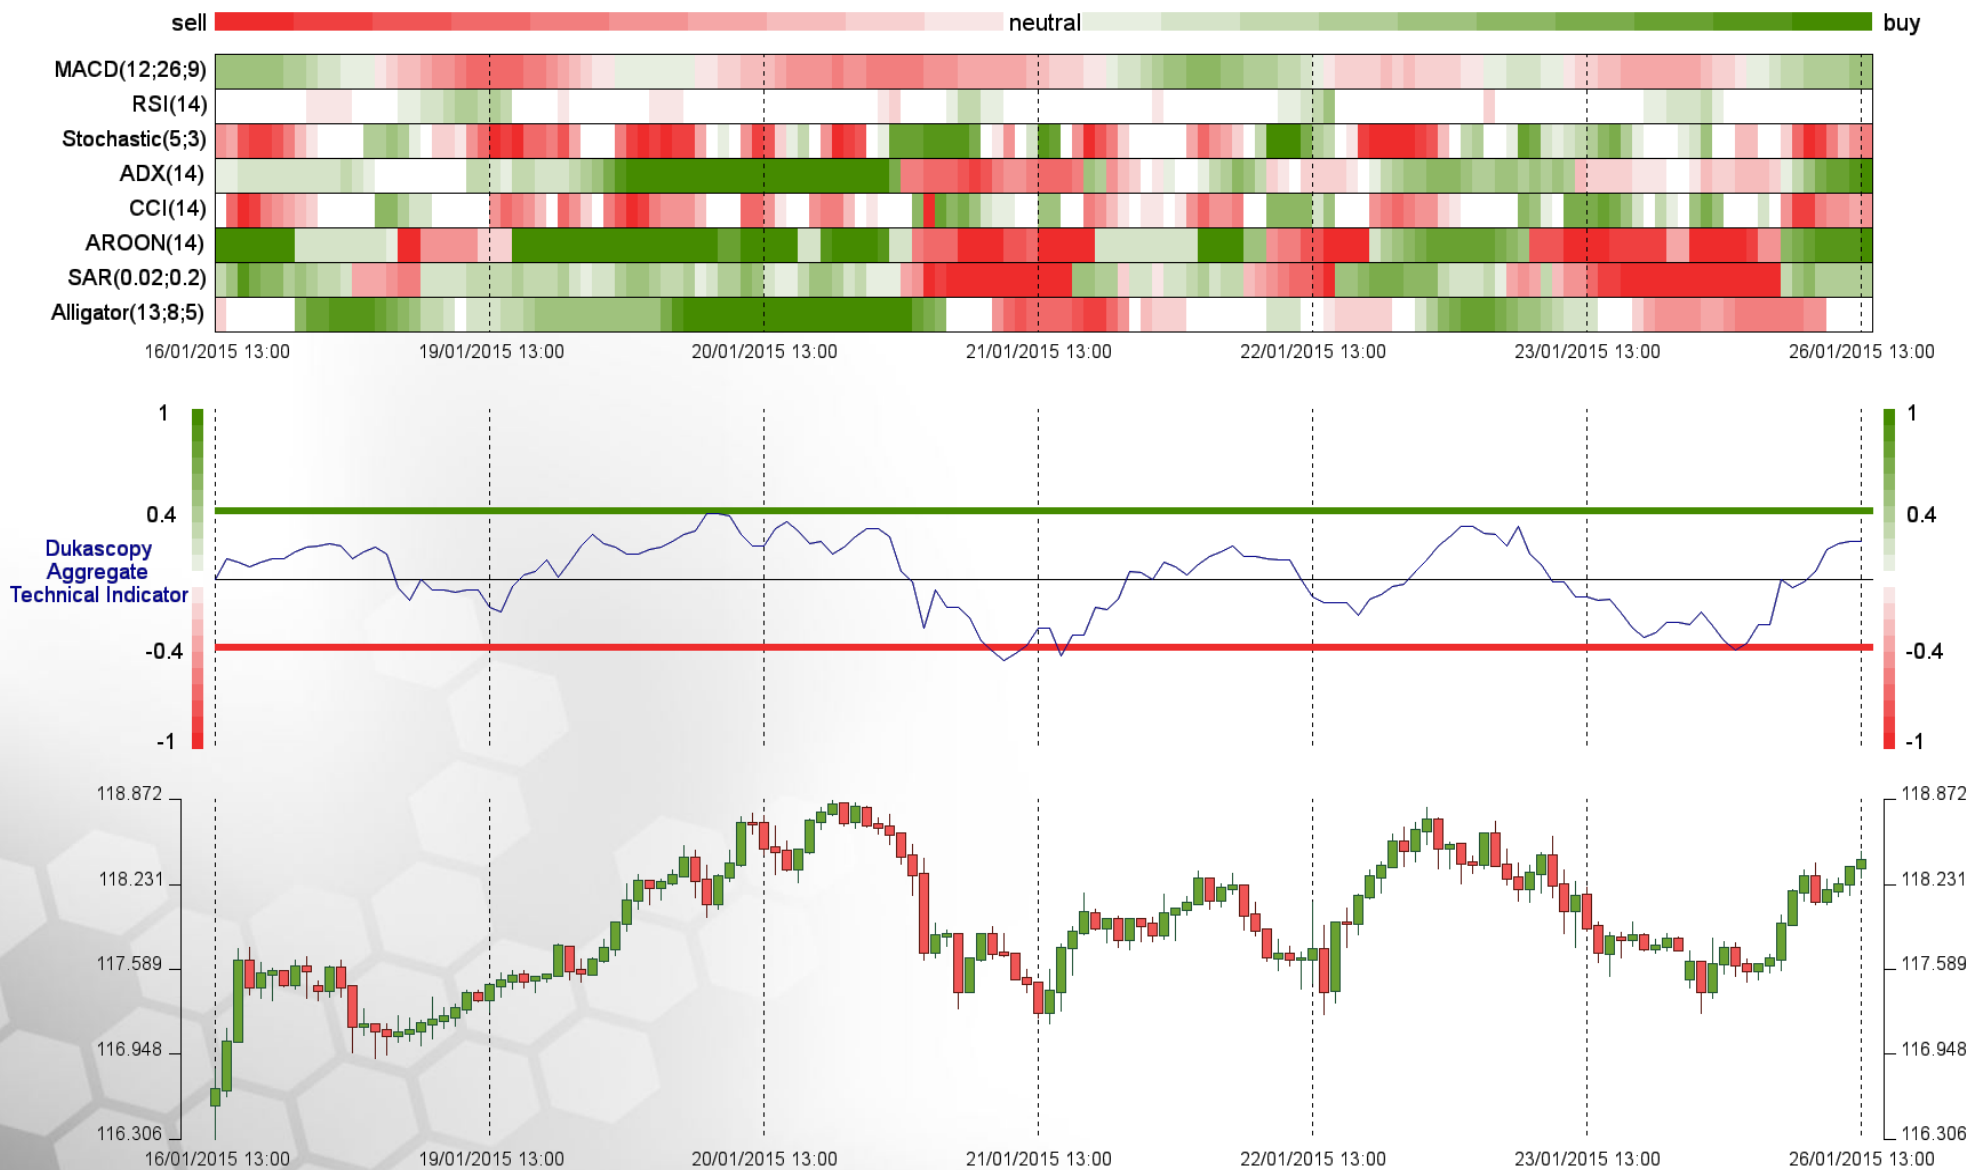 sell neutral buy
MACD(12;26;9)
RSI(14)
Stochastic(5;3)
ADX(14)
CCI(14)
AROON(14)
SAR(0.02;0.2)
Alligator(13;8;5)
16/01/2015 13:00 19/01/2015 13:00 20/01/2015 13:00 21/01/2015 13:00 22/01/2015 13:00 23/01/2015 13:00 26/01/2015 13:00
1 1
0.4 0.4
Dukascopy
Aggregate
Technical Indicator
-0.4 -0.4
-1 -1
118.872 118.872
118.231 118.231
117.589 117.589
116.948 116.948
116.306 116.306
16/01/2015 13:00 19/01/2015 13:00 20/01/2015 13:00 21/01/2015 13:00 22/01/2015 13:00 23/01/2015 13:00 26/01/2015 13:00